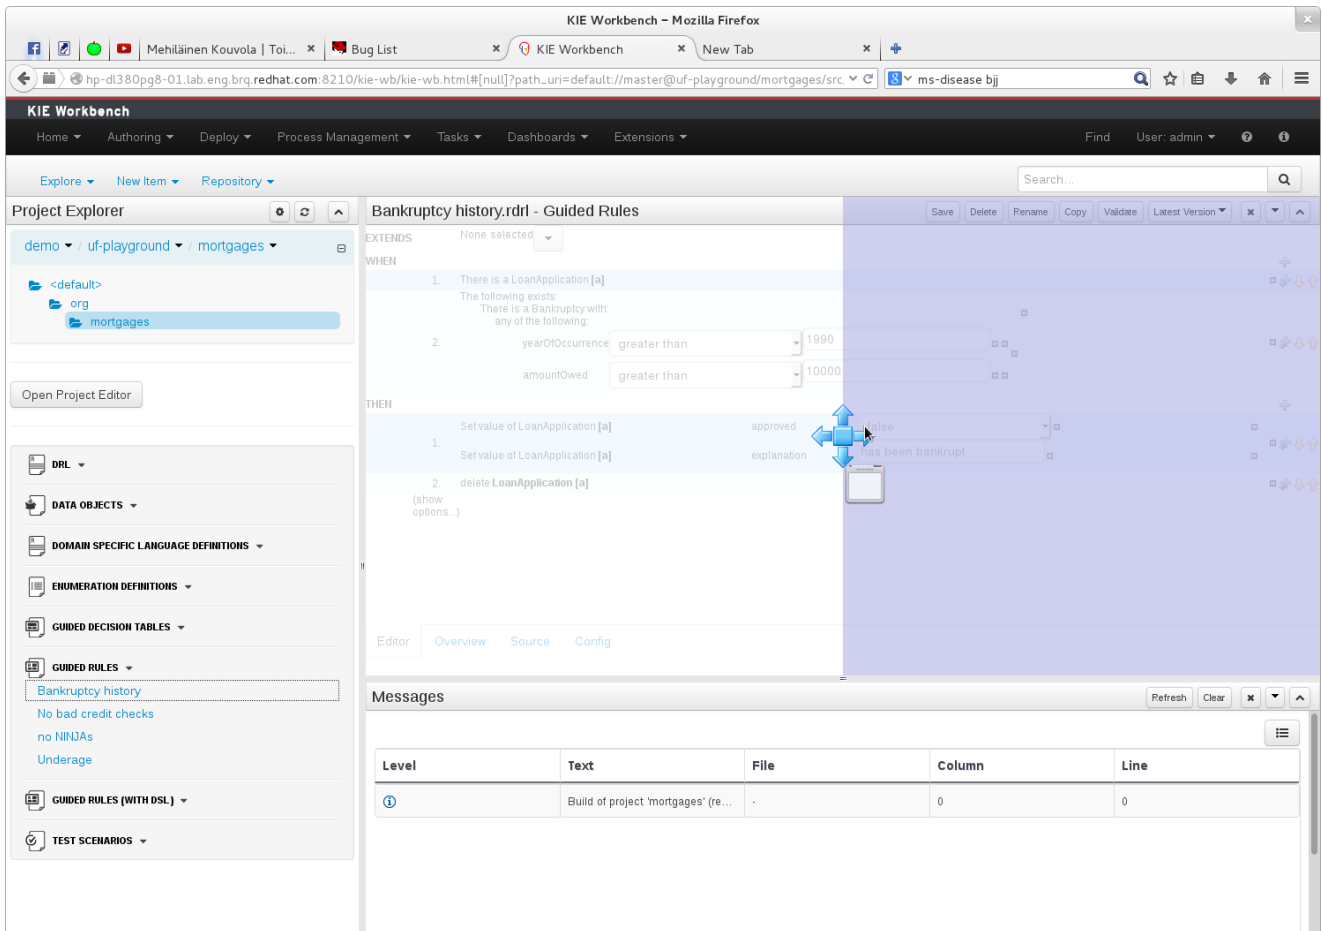 KIE Workbench – Mozilla Firefox
Mehiläinen Kouvola | Toi... Bug List KIE Workbench New Tab
hp-dl380pg8-01.lab.eng.brq.redhat.com:8210/kie-wb/kie-wb.html#[null]?path_uri=default://master@uf-playground/mortgages/src. ms-disease bjj
KIE Workbench
Home Authoring Deploy Process Management Tasks Dashboards Extensions Find User: admin
Explore New Item Repository Search...
Project Explorer
demo / uf-playground / mortgages
<default>
org
mortgages
Open Project Editor
DRL
DATA OBJECTS
DOMAIN SPECIFIC LANGUAGE DEFINITIONS
ENUMERATION DEFINITIONS
GUIDED DECISION TABLES
GUIDED RULES
Bankruptcy history
No bad credit checks
no NINJAs
Underage
GUIDED RULES (WITH DSL)
TEST SCENARIOS
Bankruptcy history.rdrl - Guided Rules Save Delete Rename Copy Validate Latest Version
EXTENDS None selected
WHEN
1. There is a LoanApplication [a]
The following exists:
There is a Bankruptcy with:
any of the following:
2. yearOfOccurrence greater than 1990
amountOwed greater than 10000
THEN
Set value of LoanApplication [a] approved false
1.
Set value of LoanApplication [a] explanation has been bankrupt
2. delete LoanApplication [a]
(show
options...)
Editor Overview Source Config
Messages Refresh Clear
Level Text File Column Line
Build of project 'mortgages' (re... - 0 0